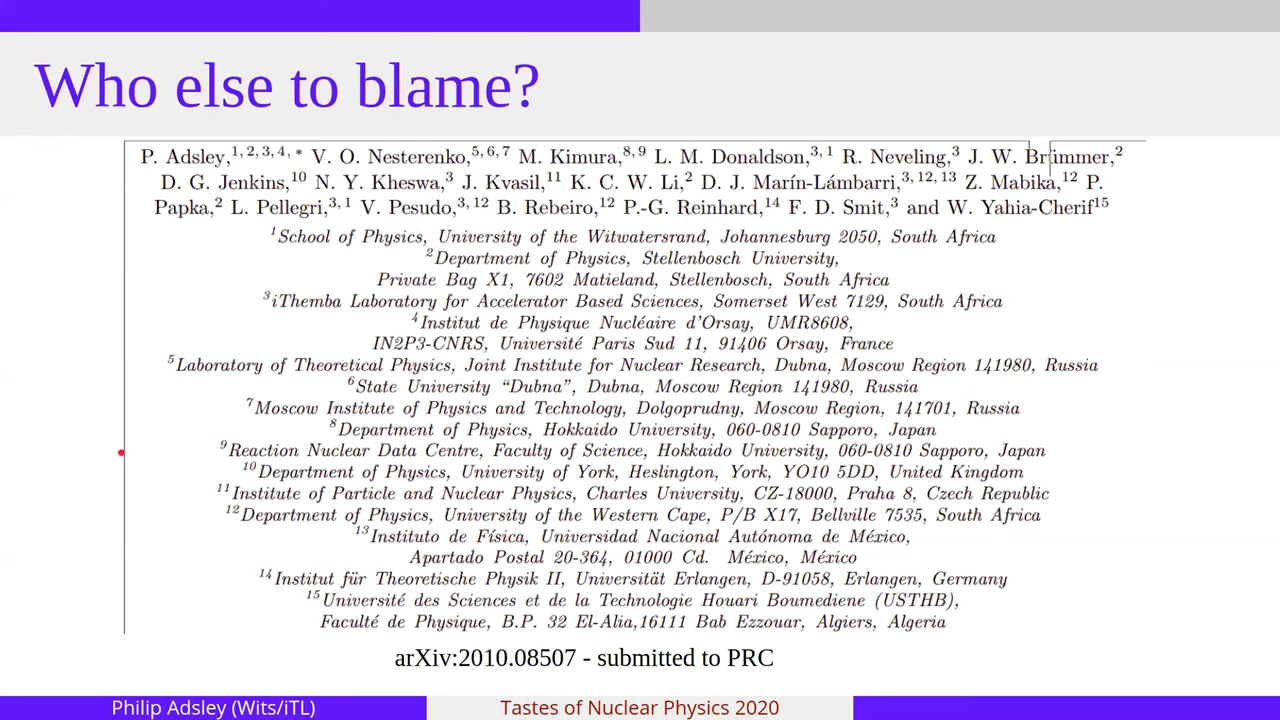 Who else to blame?
P. Adsley,1, 2, 3, 4, * V. O. Nesterenko,5, 6, 7 M. Kimura,8, 9 L. M. Donaldson,3, 1 R. Neveling,3 J. W. Brümmer,2
D. G. Jenkins,10 N. Y. Kheswa,3 J. Kvasil,11 K. C. W. Li,2 D. J. Marín-Lámbarri,3, 12, 13 Z. Mabika,12 P.
Papka,2 L. Pellegri,3, 1 V. Pesudo,3, 12 B. Rebeiro,12 P.-G. Reinhard,14 F. D. Smit,3 and W. Yahia-Cherif15
1School of Physics, University of the Witwatersrand, Johannesburg 2050, South Africa
2Department of Physics, Stellenbosch University,
Private Bag X1, 7602 Matieland, Stellenbosch, South Africa
3iThemba Laboratory for Accelerator Based Sciences, Somerset West 7129, South Africa
4Institut de Physique Nucléaire d'Orsay, UMR8608,
IN2P3-CNRS, Université Paris Sud 11, 91406 Orsay, France
5Laboratory of Theoretical Physics, Joint Institute for Nuclear Research, Dubna, Moscow Region 141980, Russia
6State University “Dubna”, Dubna, Moscow Region 141980, Russia
7Moscow Institute of Physics and Technology, Dolgoprudny, Moscow Region, 141701, Russia
8Department of Physics, Hokkaido University, 060-0810 Sapporo, Japan
9Reaction Nuclear Data Centre, Faculty of Science, Hokkaido University, 060-0810 Sapporo, Japan
10Department of Physics, University of York, Heslington, York, YO10 5DD, United Kingdom
11Institute of Particle and Nuclear Physics, Charles University, CZ-18000, Praha 8, Czech Republic
12Department of Physics, University of the Western Cape, P/B X17, Bellville 7535, South Africa
13Instituto de Física, Universidad Nacional Autónoma de México,
Apartado Postal 20-364, 01000 Cd. México, México
14Institut für Theoretische Physik II, Universität Erlangen, D-91058, Erlangen, Germany
15Université des Sciences et de la Technologie Houari Boumediene (USTHB),
Faculté de Physique, B.P. 32 El-Alia,16111 Bab Ezzouar, Algiers, Algeria
arXiv:2010.08507 - submitted to PRC
Philip Adsley (Wits/iTL)
Tastes of Nuclear Physics 2020